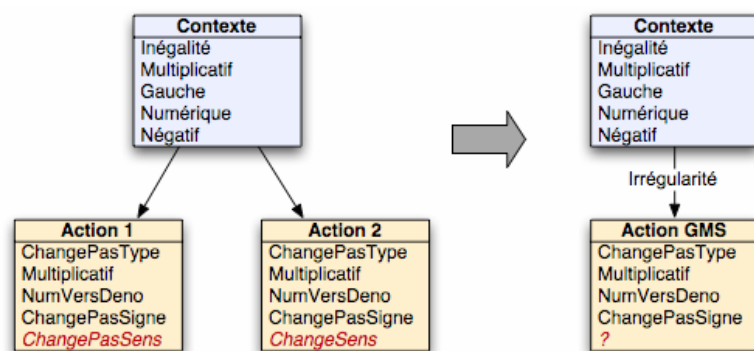 Contexte
Inégalité
Multiplicatif
Gauche
Numérique
Négatif
Action 1
ChangePasType
Multiplicatif
NumVersDeno
ChangePasSigne
ChangePasSens
Action 2
ChangePasType
Multiplicatif
NumVersDeno
ChangePasSigne
ChangeSens
Contexte
Inégalité
Multiplicatif
Gauche
Numérique
Négatif
Irrégularité
Action GMS
ChangePasType
Multiplicatif
NumVersDeno
ChangePasSigne
?